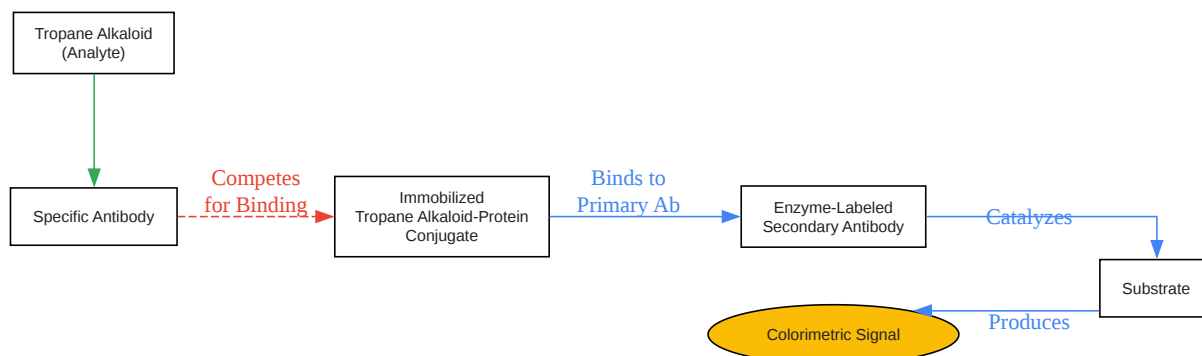 Tropane Alkaloid
(Analyte)
Specific Antibody
Competes
for Binding
Immobilized
Tropane Alkaloid-Protein
Conjugate
Binds to
Primary Ab
Enzyme-Labeled
Secondary Antibody
Catalyzes
Substrate
Produces
Colorimetric Signal